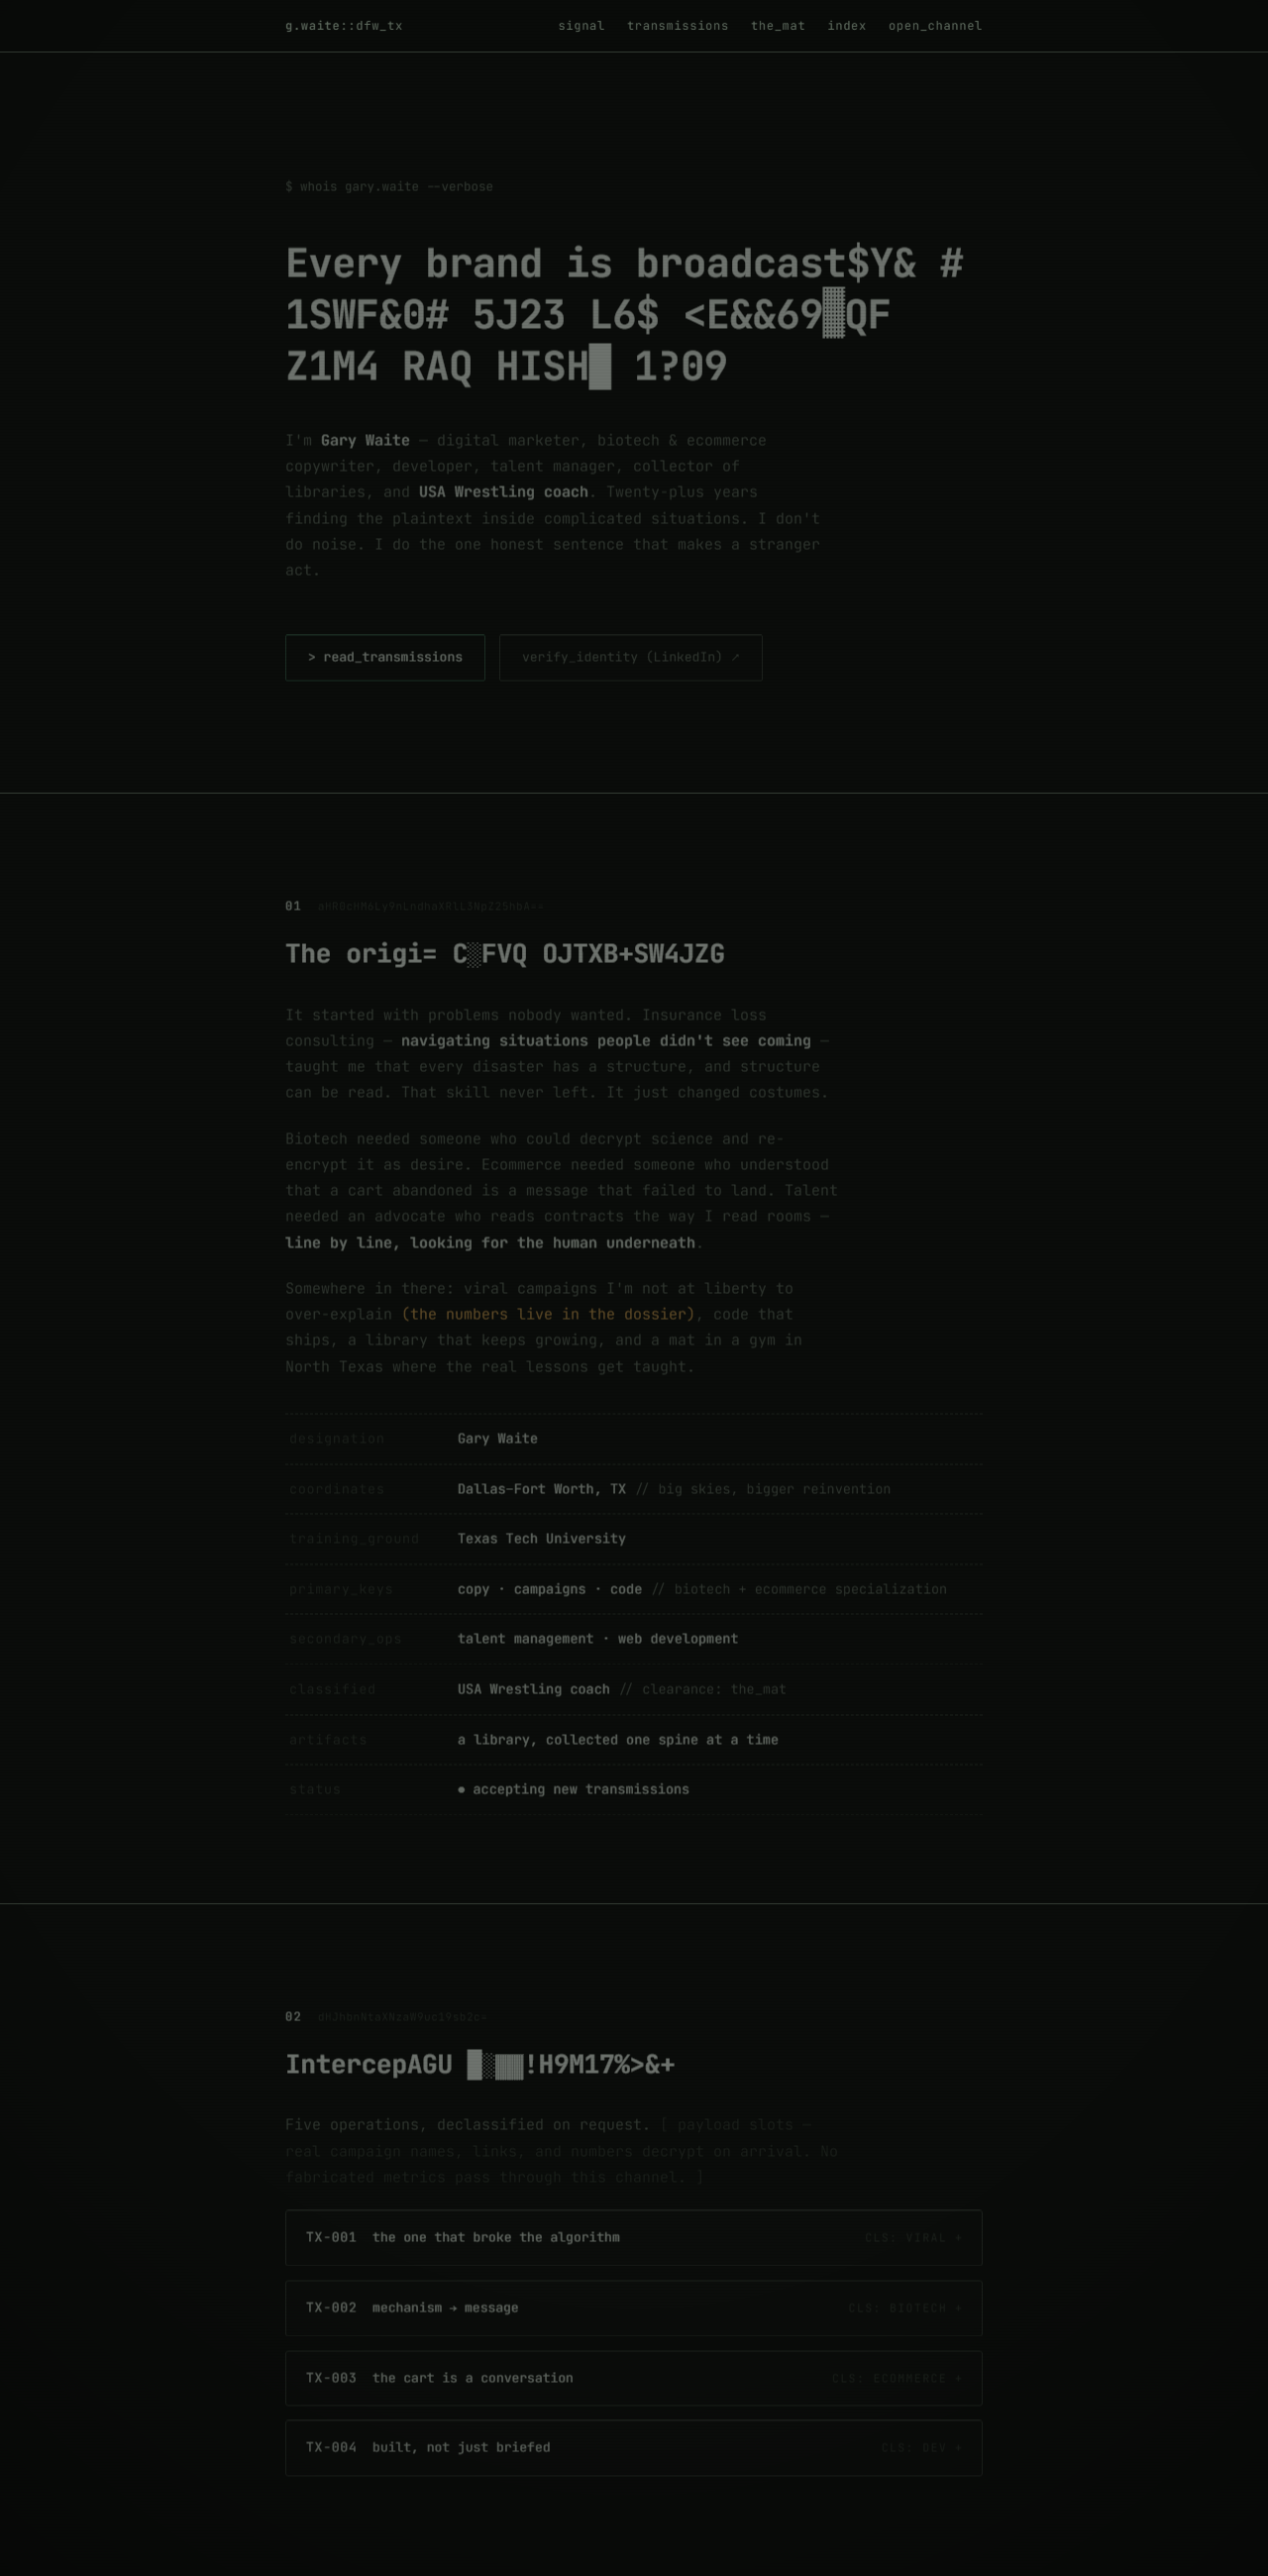 g.waite::dfw_tx
signal transmissions the_mat index open_channel
$ whois gary.waite --verbose
Every brand is broadcast$Y& #
1SWF&0# 5J23 L6$ <E&&69▓QF
Z1M4 RAQ HISH█ 1?09
I'm Gary Waite — digital marketer, biotech & ecommerce
copywriter, developer, talent manager, collector of
libraries, and USA Wrestling coach. Twenty-plus years
finding the plaintext inside complicated situations. I don't
do noise. I do the one honest sentence that makes a stranger
act.
> read_transmissions
verify_identity (LinkedIn) ↗
01
The origi= C░FVQ OJTXB+SW4JZG
It started with problems nobody wanted. Insurance loss
consulting — navigating situations people didn't see coming —
taught me that every disaster has a structure, and structure
can be read. That skill never left. It just changed costumes.
Biotech needed someone who could decrypt science and re-
encrypt it as desire. Ecommerce needed someone who understood
that a cart abandoned is a message that failed to land. Talent
needed an advocate who reads contracts the way I read rooms —
line by line, looking for the human underneath.
Somewhere in there: viral campaigns I'm not at liberty to
over-explain (the numbers live in the dossier), code that
ships, a library that keeps growing, and a mat in a gym in
North Texas where the real lessons get taught.
designation Gary Waite
coordinates Dallas–Fort Worth, TX // big skies, bigger reinvention
training_ground Texas Tech University
primary_keys copy · campaigns · code // biotech + ecommerce specialization
secondary_ops talent management · web development
classified USA Wrestling coach // clearance: the_mat
artifacts a library, collected one spine at a time
status ● accepting new transmissions
02
IntercepAGU █░▓▓!H9M17%>&+
Five operations, declassified on request. [ payload slots —
real campaign names, links, and numbers decrypt on arrival. No
fabricated metrics pass through this channel. ]
TX-001 the one that broke the algorithm CLS: VIRAL +
TX-002 mechanism → message CLS: BIOTECH +
TX-003 the cart is a conversation CLS: ECOMMERCE +
TX-004 built, not just briefed CLS: DEV +